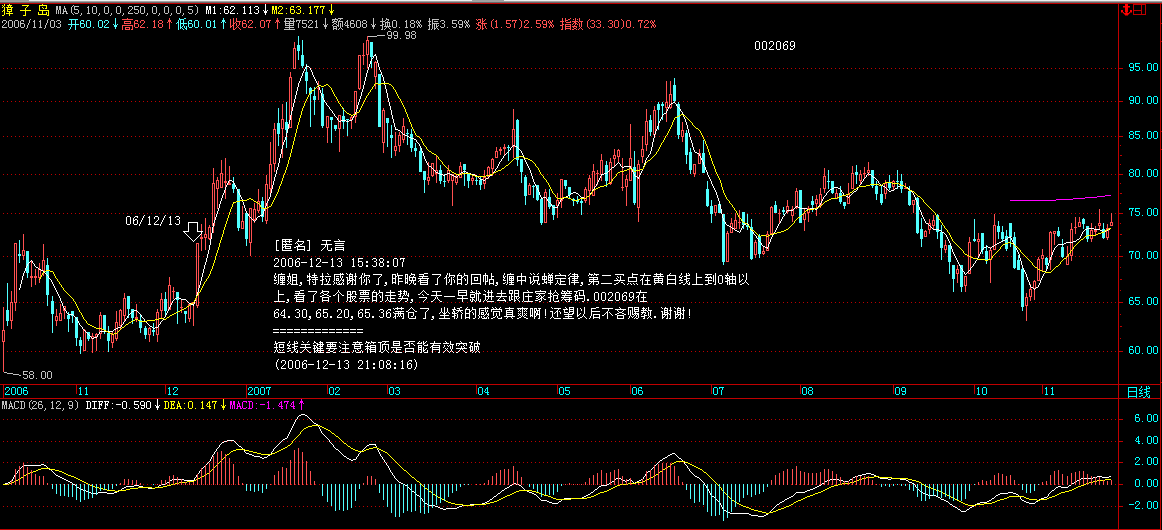 獐子岛 MA(5,10,0,0,250,0,0,0,5) M1:62.113↓M2:63.177↓
2006/11/03 开60.02↓高62.18↑低60.01↑收62.07↑量7521↓额4608↓换0.18% 振3.59% 涨(1.57)2.59% 指数(33.30)0.72%
99.98
002069
95.00
90.00
85.00
80.00
75.00
70.00
65.00
60.00
06/12/13
[匿名] 无言
2006-12-13 15:38:07
缠姐,特拉感谢你了,昨晚看了你的回帖,缠中说蝉定律,第二买点在黄白线上到0轴以
上,看了各个股票的走势,今天一早就进去跟庄家抢筹码.002069在
64.30,65.20,65.36满仓了,坐轿的感觉真爽啊!还望以后不吝赐教.谢谢!
=============
短线关键要注意箱顶是否能有效突破
(2006-12-13 21:08:16)
58.00
2006 11 12 2007 02 03 04 05 06 07 08 09 10 11 日线
MACD(26,12,9) DIFF:-0.590↓DEA:0.147↓MACD:-1.474↑
6.00
4.00
2.00
0.00
-2.00